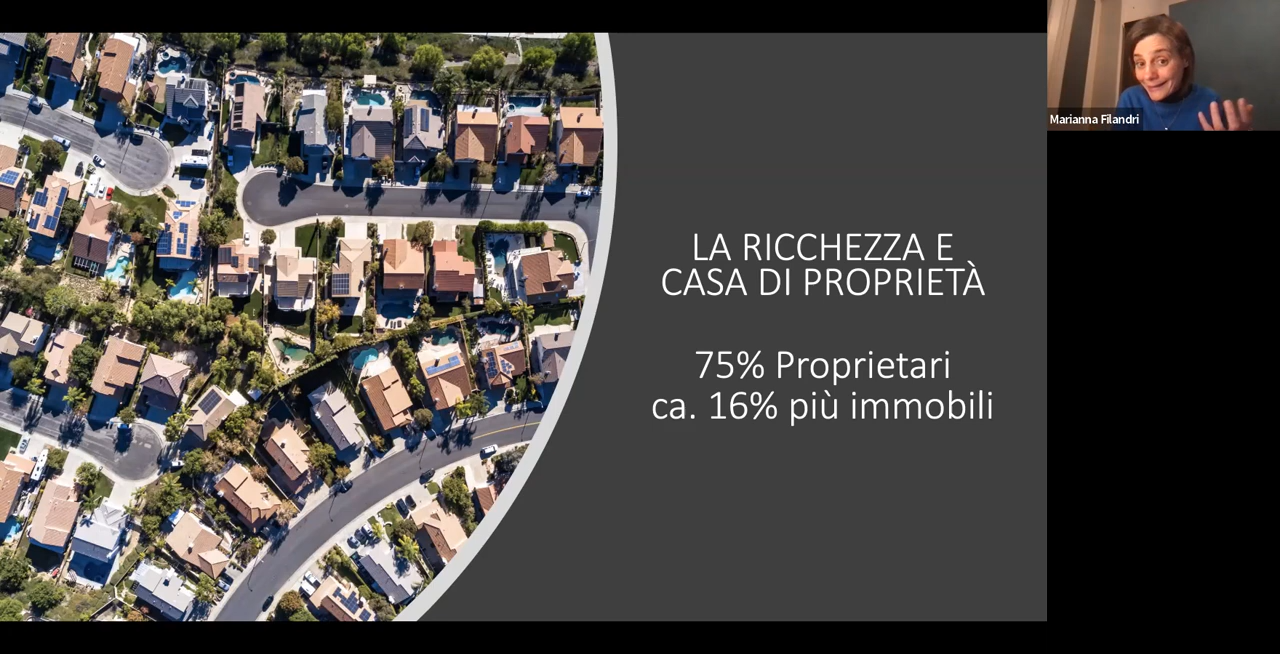 LA RICCHEZZA E
CASA DI PROPRIETÀ
75% Proprietari
ca. 16% più immobili
Marianna Filandri